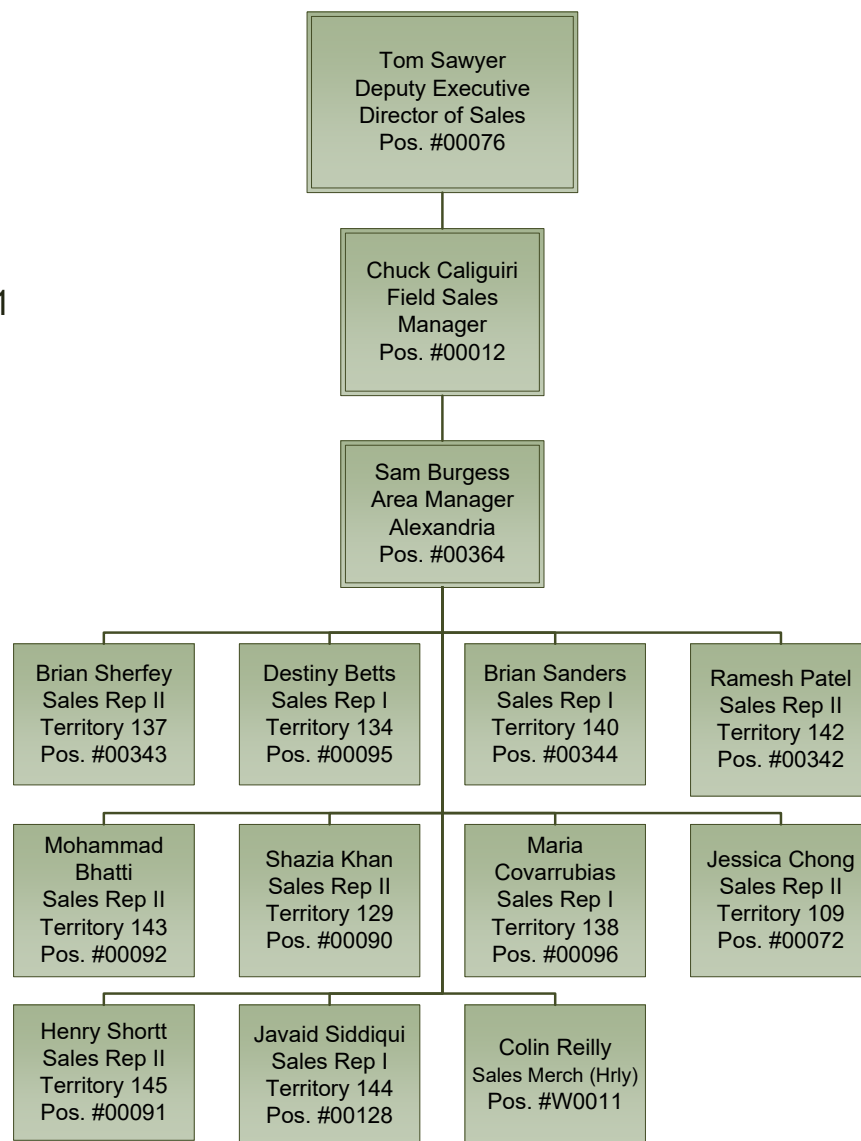 Tom Sawyer
Deputy Executive
Director of Sales
Pos. #00076
1
Chuck Caliguiri
Field Sales
Manager
Pos. #00012
Sam Burgess
Area Manager
Alexandria
Pos. #00364
Brian Sherfey
Sales Rep II
Territory 137
Pos. #00343
Destiny Betts
Sales Rep I
Territory 134
Pos. #00095
Brian Sanders
Sales Rep I
Territory 140
Pos. #00344
Ramesh Patel
Sales Rep II
Territory 142
Pos. #00342
Mohammad
Bhatti
Sales Rep II
Territory 143
Pos. #00092
Shazia Khan
Sales Rep II
Territory 129
Pos. #00090
Maria
Covarrubias
Sales Rep I
Territory 138
Pos. #00096
Jessica Chong
Sales Rep II
Territory 109
Pos. #00072
Henry Shortt
Sales Rep II
Territory 145
Pos. #00091
Javaid Siddiqui
Sales Rep I
Territory 144
Pos. #00128
Colin Reilly
Sales Merch (Hrly)
Pos. #W0011